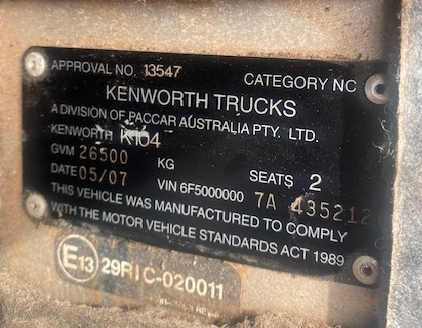 APPROVAL NO. 13547 CATEGORY NC
KENWORTH TRUCKS
A DIVISION OF PACCAR AUSTRALIA PTY. LTD.
KENWORTH K104
GVM 26500 KG
SEATS 2
DATE 05/07 VIN 6F5000000 7A 435212
THIS VEHICLE WAS MANUFACTURED TO COMPLY
WITH THE MOTOR VEHICLE STANDARDS ACT 1989
E13 29RIC-020011